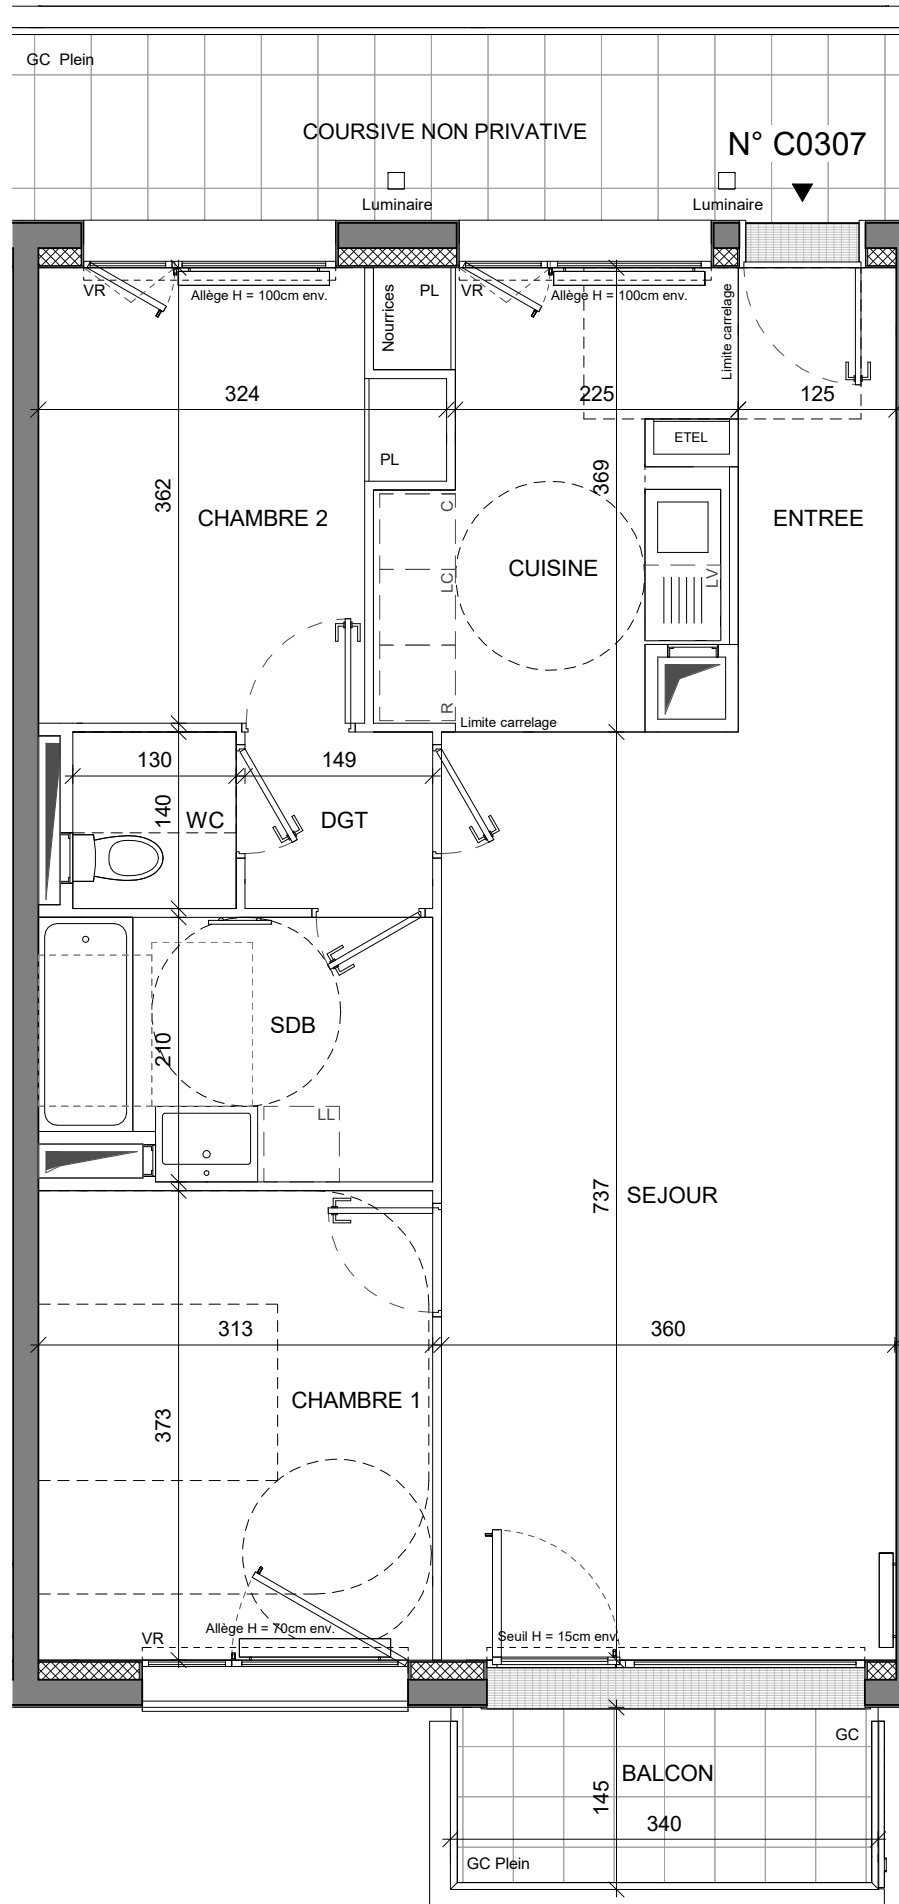 GC Plein
COURSIVE NON PRIVATIVE
N° C0307
Luminaire
Luminaire
VR
Allège H = 100cm env.
Nourrices
PL
VR
Allège H = 100cm env.
Limite carrelage
324
225
125
ETEL
PL
362
369
CHAMBRE 2
C
ENTREE
CUISINE
LC
LV
R
Limite carrelage
130
149
140
WC
DGT
SDB
210
LL
737
SEJOUR
313
360
CHAMBRE 1
373
VR
Allège H = 70cm env.
Seuil H = 15cm env.
GC
BALCON
145
340
GC Plein